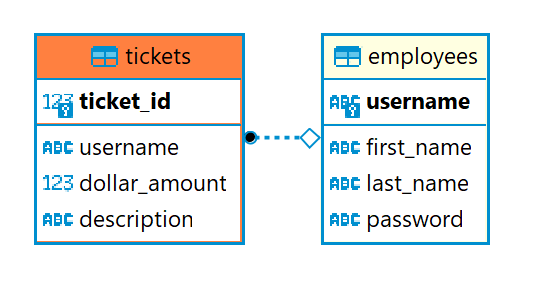 tickets
123 ticket_id
ABC username
123 dollar_amount
ABC description
employees
ABC username
ABC first_name
ABC last_name
ABC password